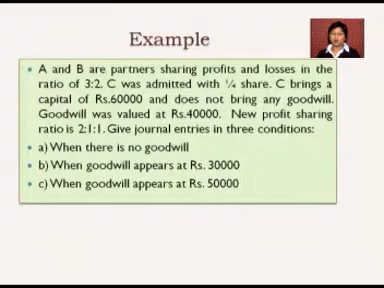 Example
A and B are partners sharing profits and losses in the
ratio of 3:2. C was admitted with ¼ share. C brings a
capital of Rs.60000 and does not bring any goodwill.
Goodwill was valued at Rs.40000. New profit sharing
ratio is 2:1:1. Give journal entries in three conditions:
a) When there is no goodwill
b) When goodwill appears at Rs. 30000
c) When goodwill appears at Rs. 50000